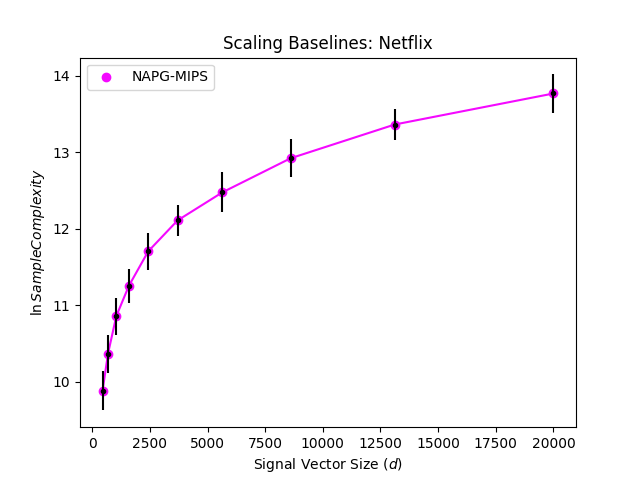 Scaling Baselines: Netflix
NAPG-MIPS
14
13
12
11
10
ln SampleComplexity
0 2500 5000 7500 10000 12500 15000 17500 20000
Signal Vector Size (d)